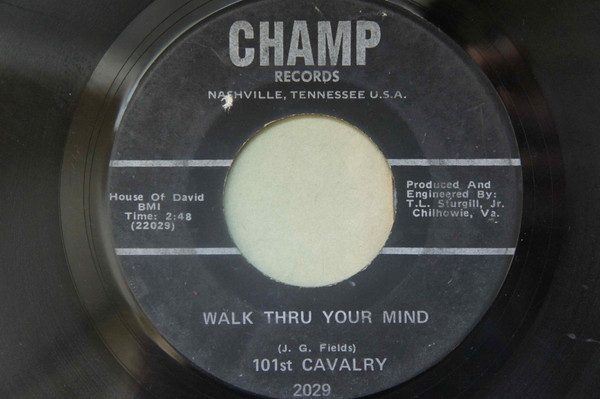 CHAMP
RECORDS
NASHVILLE, TENNESSEE U.S.A.
House Of David
BMI
Time: 2:48
(22029)
Produced And
Engineered By:
T.L. Sturgill, Jr.
Chilhowie, Va.
WALK THRU YOUR MIND
(J. G. Fields)
101st CAVALRY
2029